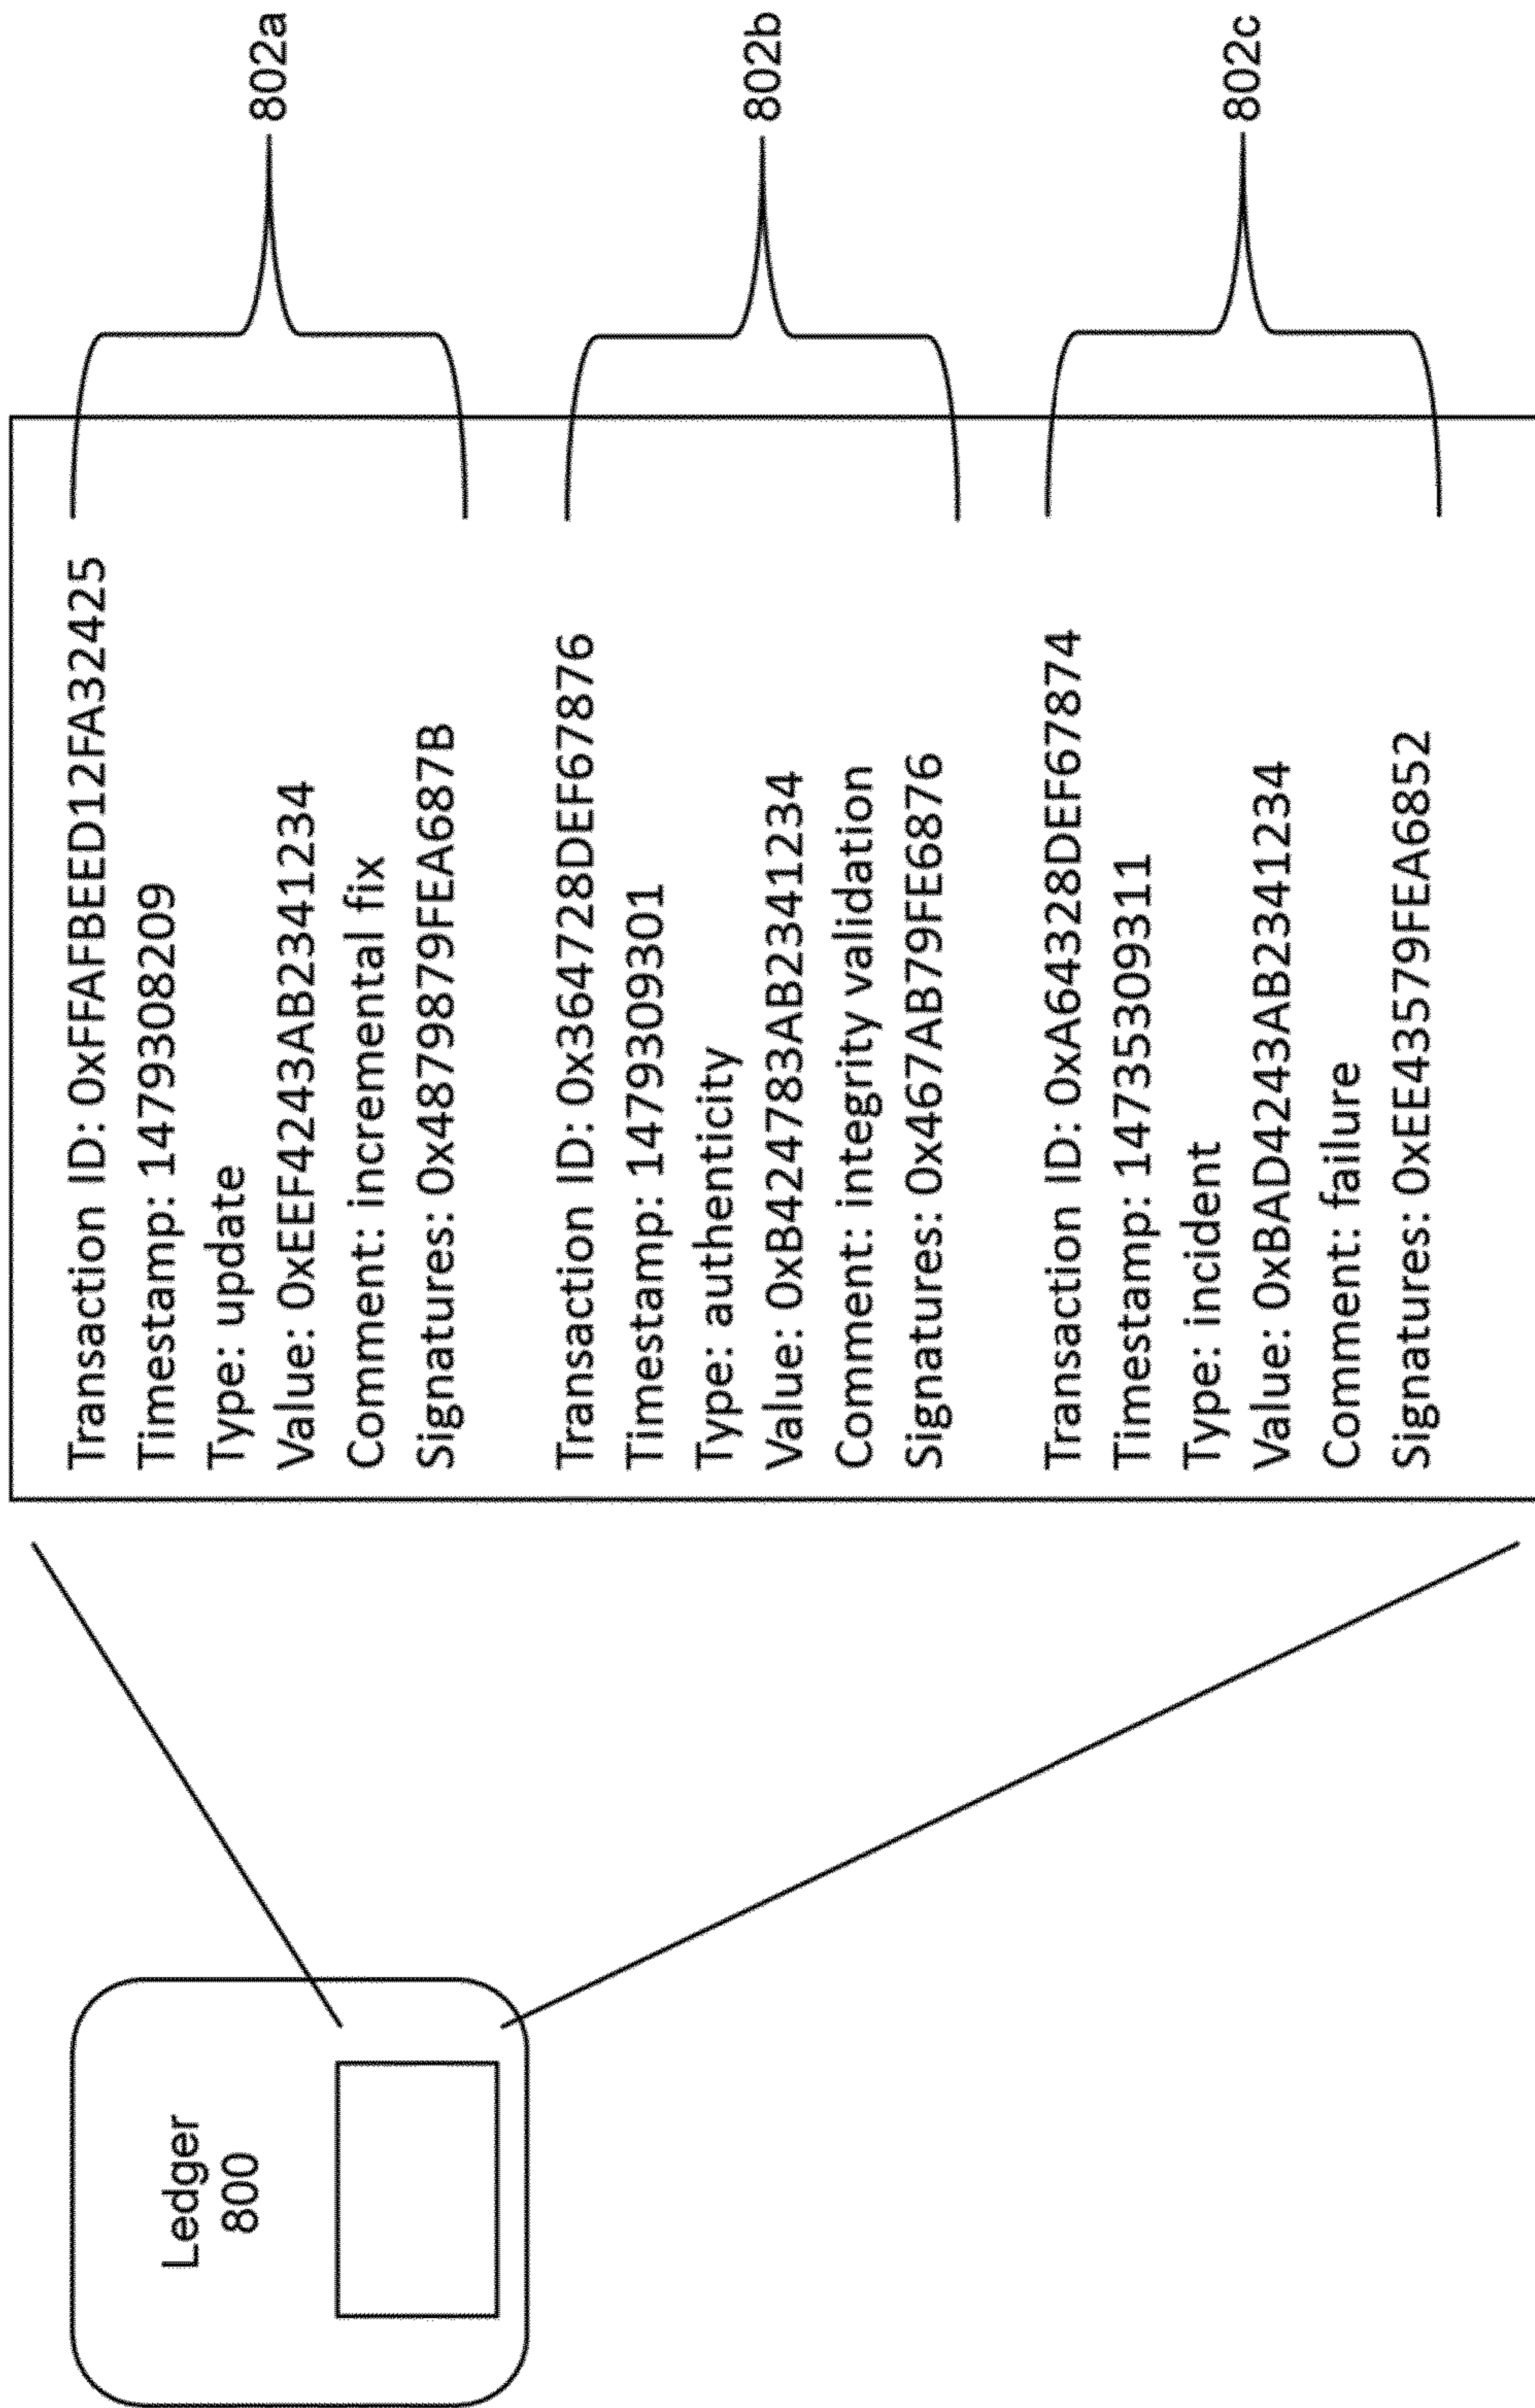 Ledger
800
Transaction ID: 0xFFAFBEED12FA32425
Timestamp: 1479308209
Type: update
Value: 0xEEF4243AB2341234
Comment: incremental fix
Signatures: 0x4879879FEA687B
802a
Transaction ID: 0x364728DEF67876
Timestamp: 1479309301
Type: authenticity
Value: 0xB424783AB2341234
Comment: integrity validation
Signatures: 0x467AB79FE6876
802b
Transaction ID: 0xA64328DEF67874
Timestamp: 14735309311
Type: incident
Value: 0xBAD4243AB2341234
Comment: failure
Signatures: 0xEE43579FEA6852
802c